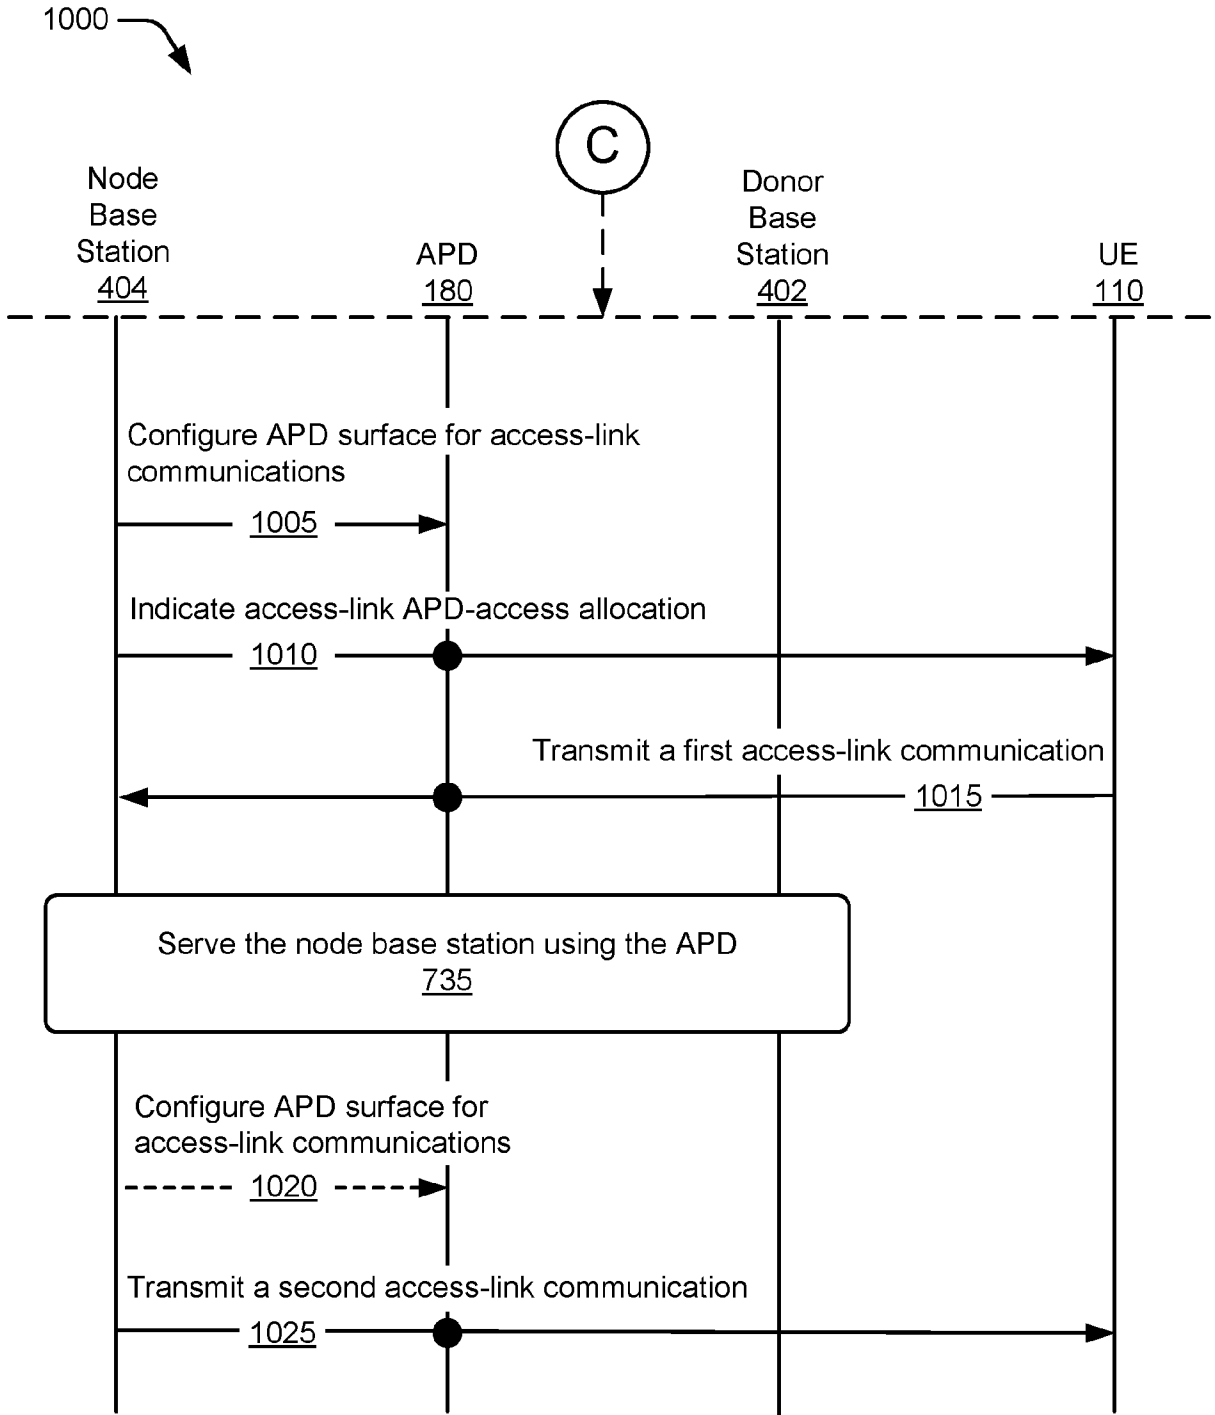 1000
C
Node
Base
Station
404
APD
180
Donor
Base
Station
402
UE
110
Configure APD surface for access-link
communications
1005
Indicate access-link APD-access allocation
1010
Transmit a first access-link communication
1015
Serve the node base station using the APD
735
Configure APD surface for
access-link communications
1020
Transmit a second access-link communication
1025